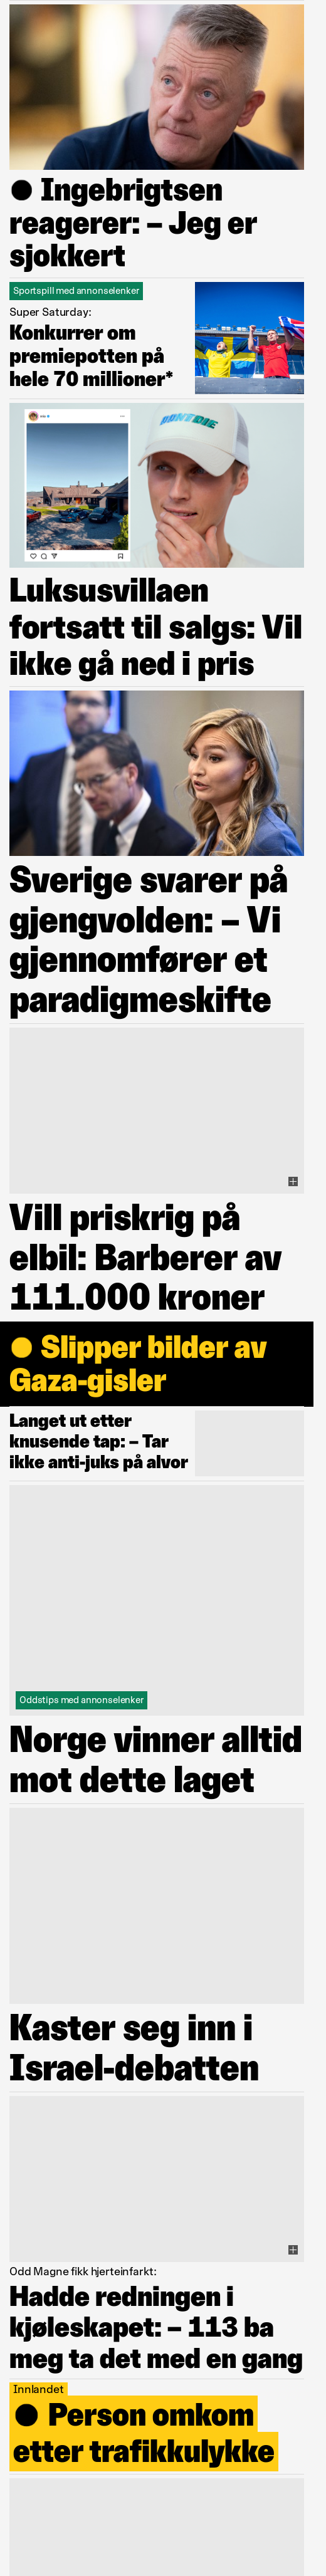 ● Ingebrigtsen
reagerer: – Jeg er
sjokkert
Sportspill med annonselenker
Super Saturday:
Konkurrer om
premiepotten på
hele 70 millioner*
Luksusvillaen
fortsatt til salgs: Vil
ikke gå ned i pris
Sverige svarer på
gjengvolden: – Vi
gjennomfører et
paradigmeskifte
Vill priskrig på
elbil: Barberer av
111.000 kroner
● Slipper bilder av
Gaza-gisler
Langet ut etter
knusende tap: – Tar
ikke anti-juks på alvor
Oddstips med annonselenker
Norge vinner alltid
mot dette laget
Kaster seg inn i
Israel-debatten
Odd Magne fikk hjerteinfarkt:
Hadde redningen i
kjøleskapet: – 113 ba
meg ta det med en gang
Innlandet
● Person omkom
etter trafikkulykke